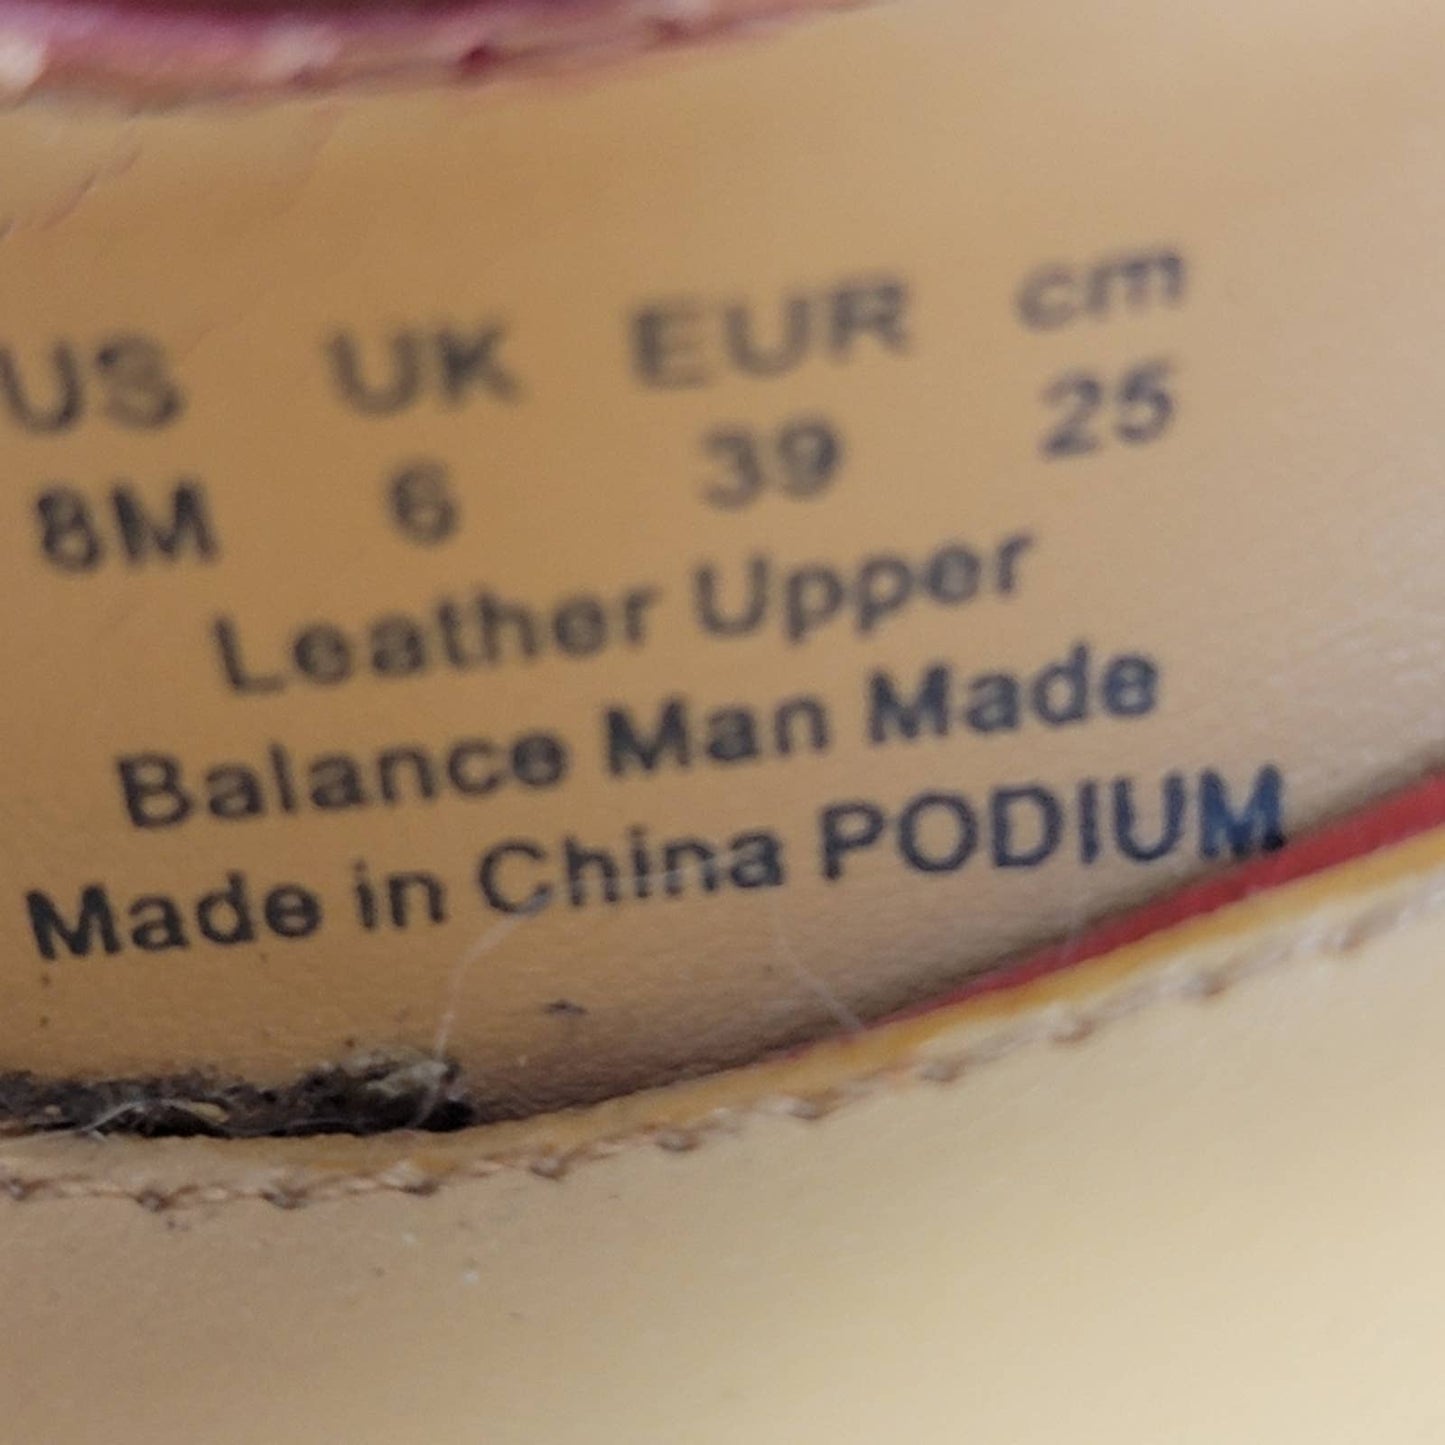 US UK EUR cm
8M 6 39 25
Leather Upper
Balance Man Made
Made in China PODIUM